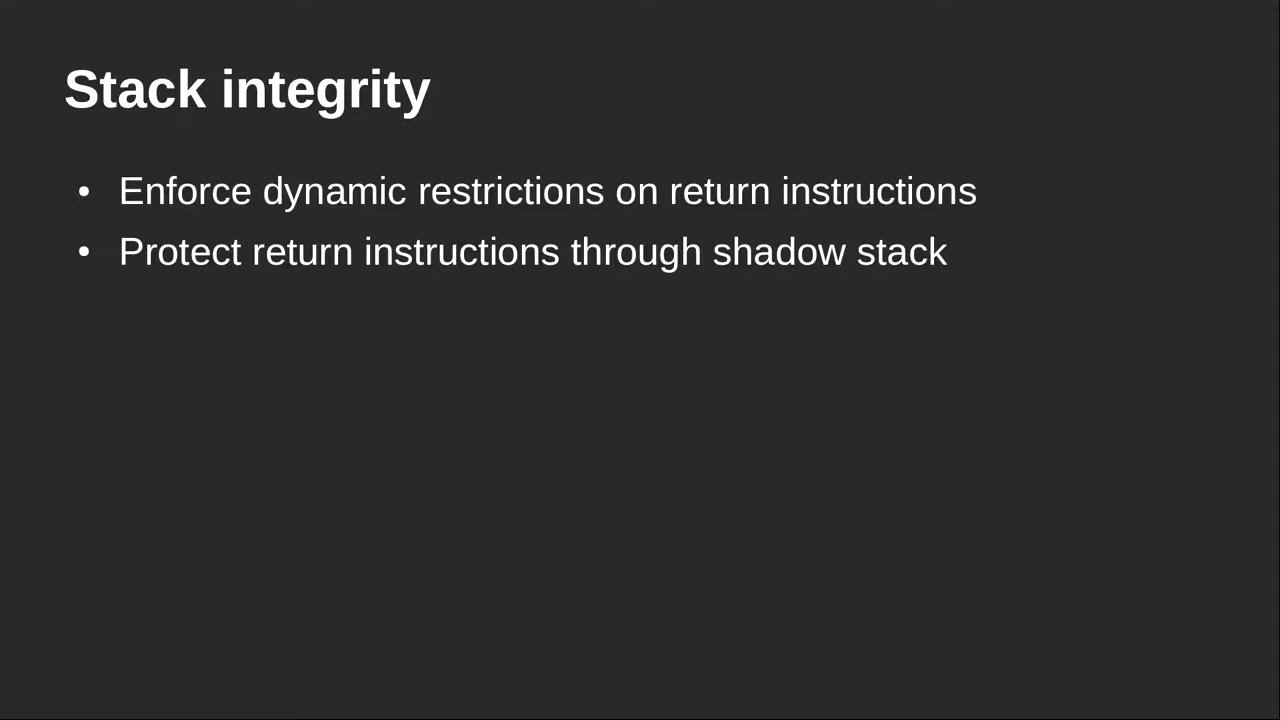 Stack integrity
• Enforce dynamic restrictions on return instructions
• Protect return instructions through shadow stack